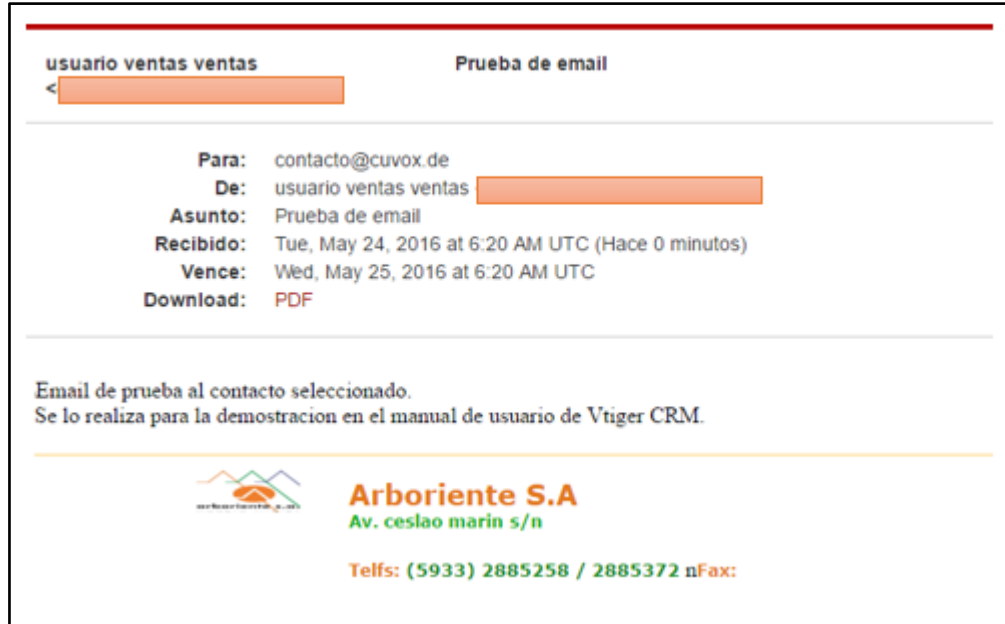 usuario ventas ventas Prueba de email
<
Para: contacto@cuvox.de
De: usuario ventas ventas
Asunto: Prueba de email
Recibido: Tue, May 24, 2016 at 6:20 AM UTC (Hace 0 minutos)
Vence: Wed, May 25, 2016 at 6:20 AM UTC
Download: PDF
Email de prueba al contacto seleccionado.
Se lo realiza para la demostracion en el manual de usuario de Vtiger CRM.
arboriente s.a.
Arboriente S.A
Av. ceslao marin s/n
Telfs: (5933) 2885258 / 2885372 nFax: